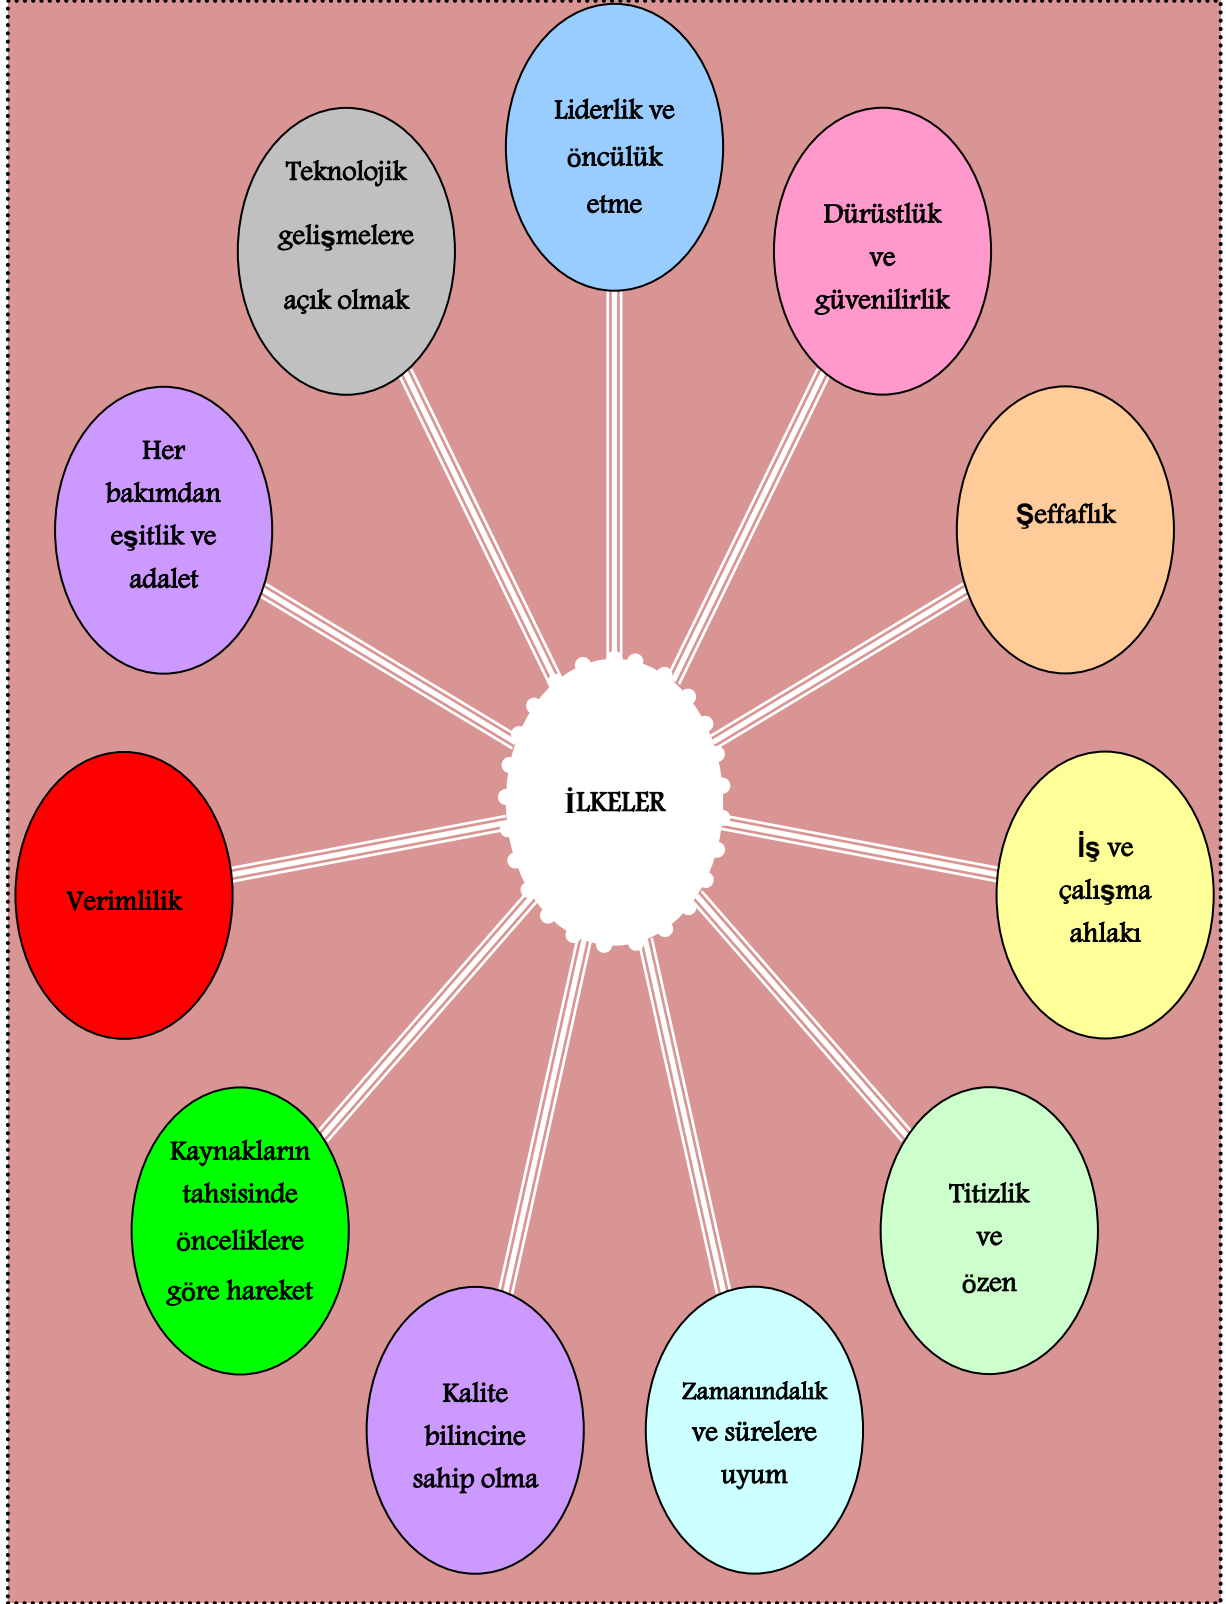 Liderlik ve
öncülük
etme
Dürüstlük
ve
güvenilirlik
Şeffaflık
İş ve
çalışma
ahlakı
Titizlik
ve
özen
Zamanındalık
ve sürelere
uyum
Kalite
bilincine
sahip olma
Kaynakların
tahsisinde
önceliklere
göre hareket
Verimlilik
Her
bakımdan
eşitlik ve
adalet
Teknolojik
gelişmelere
açık olmak
İLKELER